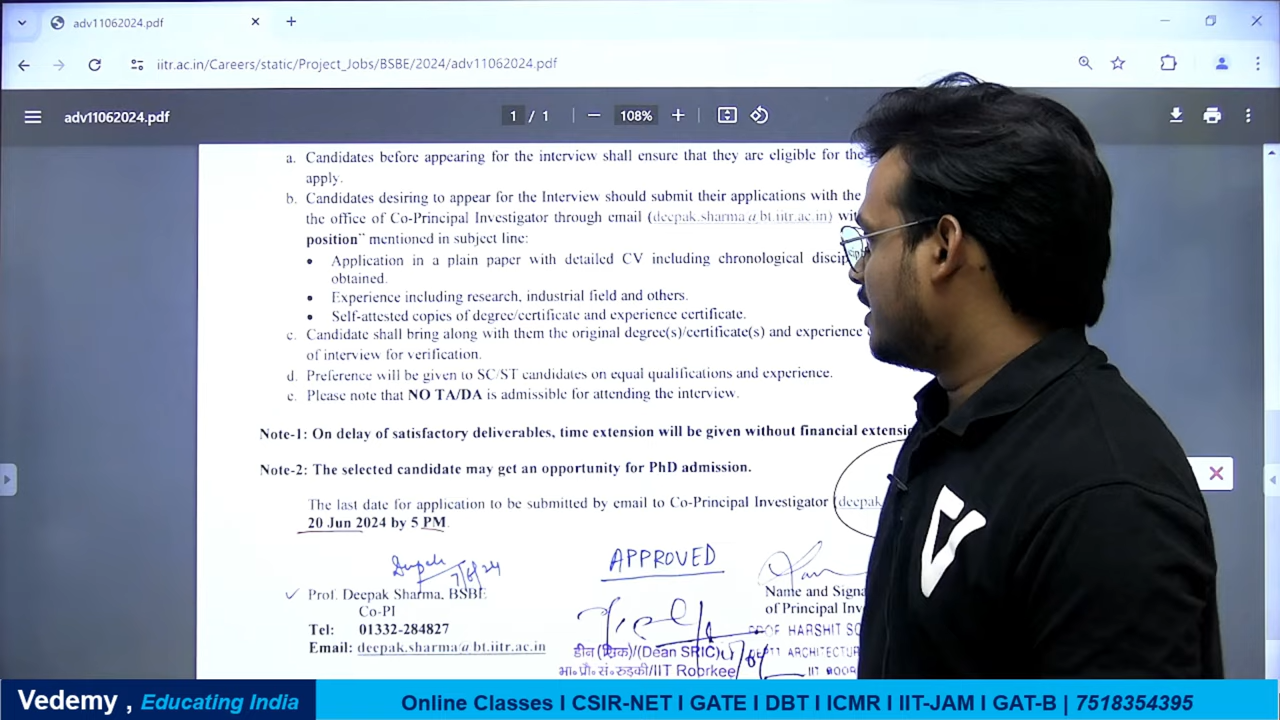 adv11062024.pdf
iitr.ac.in/Careers/static/Project_Jobs/BSBE/2024/adv11062024.pdf
adv11062024.pdf
1 / 1
108%
a. Candidates before appearing for the interview shall ensure that they are eligible for the
apply.
b. Candidates desiring to appear for the Interview should submit their applications with the
the office of Co-Principal Investigator through email (deepak.sharma@bt.iitr.ac.in)
position" mentioned in subject line:
• Application in a plain paper with detailed CV including chronological
obtained.
• Experience including research, industrial field and others.
• Self-attested copies of degree/certificate and experience certificate.
c. Candidate shall bring along with them the original degree(s)/certificate(s) and experience
of interview for verification.
d. Preference will be given to SC/ST candidates on equal qualifications and experience.
e. Please note that NO TA/DA is admissible for attending the interview.
Note-1: On delay of satisfactory deliverables, time extension will be given without financial
Note-2: The selected candidate may get an opportunity for PhD admission.
The last date for application to be submitted by email to Co-Principal Investigator (deepak
20 Jun 2024 by 5 PM.
APPROVED
Prof. Deepak Sharma, BSBE
Co-PI
Tel: 01332-284827
Email: deepak.sharma@bt.iitr.ac.in
Name and
of Principal
PROF HARSHIT
डीन (स्रिक)/(Dean SRIC)
ARCHITECTUR
भा॰प्रौ॰सं॰रुड़की/IIT Roorkee
IIT
Vedemy , Educating India
Online Classes I CSIR-NET I GATE I DBT I ICMR I IIT-JAM I GAT-B | 7518354395